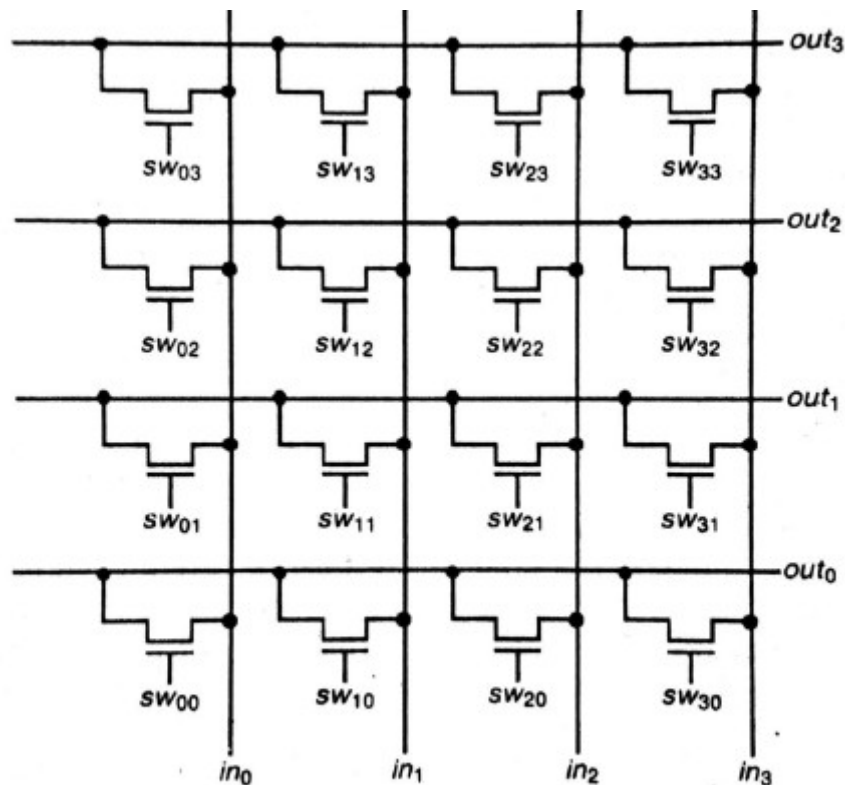 out₃
sw₀₃ sw₁₃ sw₂₃ sw₃₃
out₂
sw₀₂ sw₁₂ sw₂₂ sw₃₂
out₁
sw₀₁ sw₁₁ sw₂₁ sw₃₁
out₀
sw₀₀ sw₁₀ sw₂₀ sw₃₀
in₀ in₁ in₂ in₃